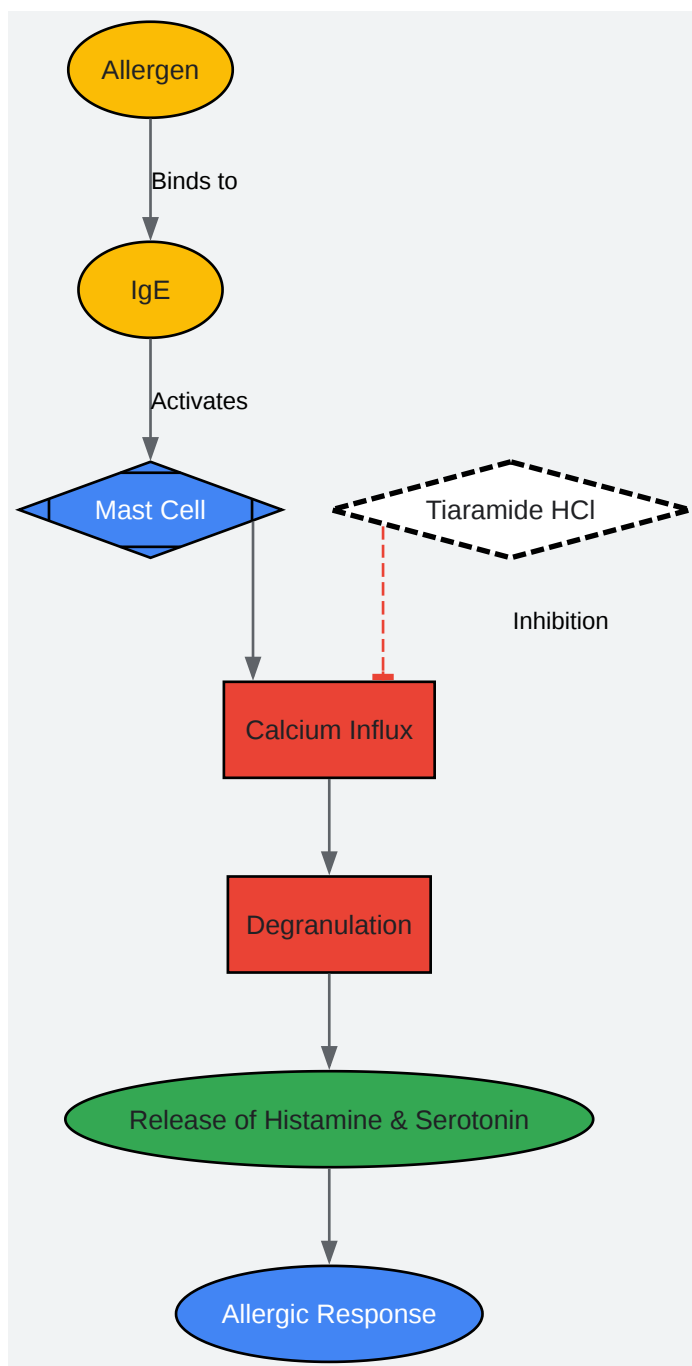 Allergen
Binds to
IgE
Activates
Mast Cell
Tiaramide HCl
Inhibition
Calcium Influx
Degranulation
Release of Histamine & Serotonin
Allergic Response